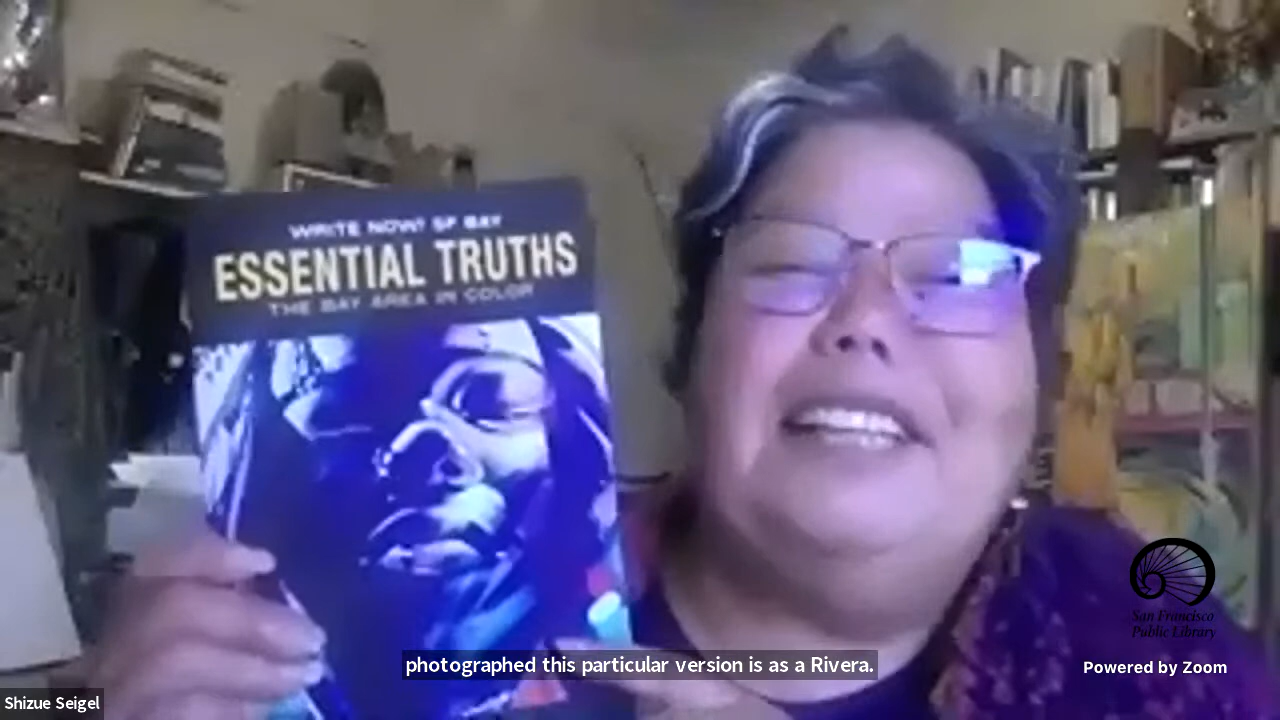 WRITE NOW! SF BAY
ESSENTIAL TRUTHS
THE BAY AREA IN COLOR
San Francisco
Public Library
photographed this particular version is as a Rivera.
Powered by Zoom
Shizue Seigel